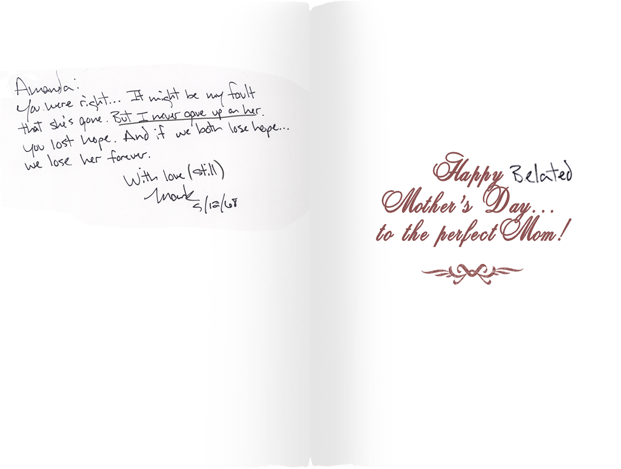 Amanda:
You were right... It might be my fault
that she's gone. But I never gave up on her.
You lost hope. And if we both lose hope...
we lose her forever.
With love (still)
Mark
5/12/68
Happy Belated
Mother's Day...
to the perfect Mom!